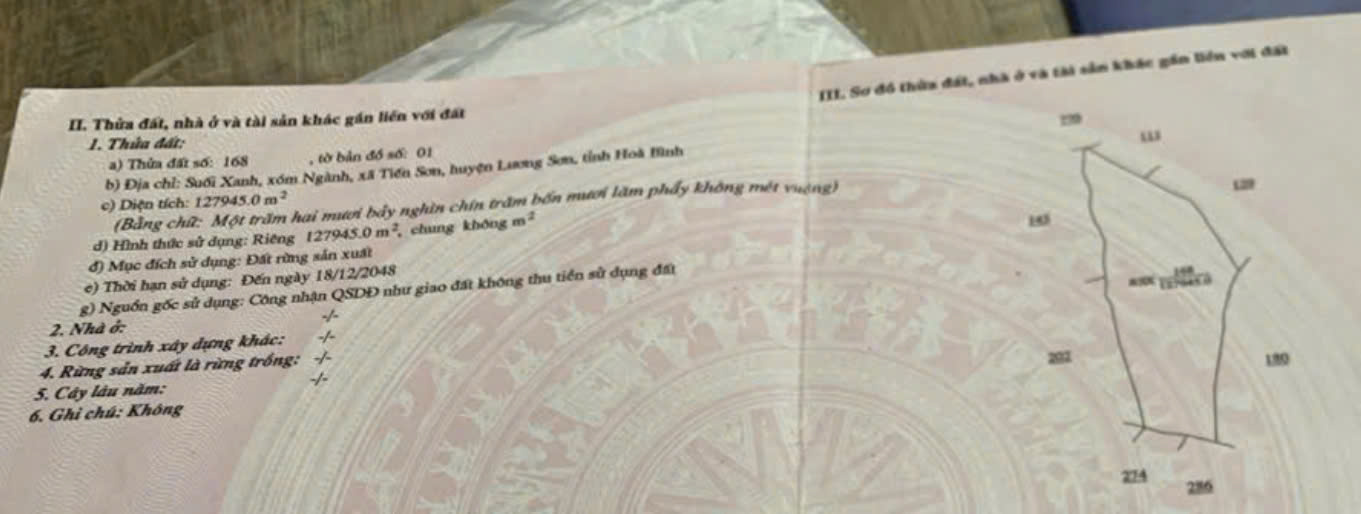 II. Thửa đất, nhà ở và tài sản khác gắn liền với đất
1. Thửa đất:
a) Thửa đất số: 168 , tờ bản đồ số: 01
b) Địa chỉ: Suối Xanh, xóm Ngành, xã Tiến Sơn, huyện Lương Sơn, tỉnh Hoà Bình
c) Diện tích: 127945.0 m²
(Bằng chữ: Một trăm hai mươi bảy nghìn chín trăm bốn mươi lăm phẩy không mét vuông)
d) Hình thức sử dụng: Riêng 127945.0 m², chung không m²
đ) Mục đích sử dụng: Đất rừng sản xuất
e) Thời hạn sử dụng: Đến ngày 18/12/2048
g) Nguồn gốc sử dụng: Công nhận QSDĐ như giao đất không thu tiền sử dụng đất
2. Nhà ở: -/-
3. Công trình xây dựng khác: -/-
4. Rừng sản xuất là rừng trồng: -/-
5. Cây lâu năm: -/-
6. Ghi chú: Không
III. Sơ đồ thửa đất, nhà ở và tài sản khác gắn liền với đất
113
168
127945.0
202
180
274
286